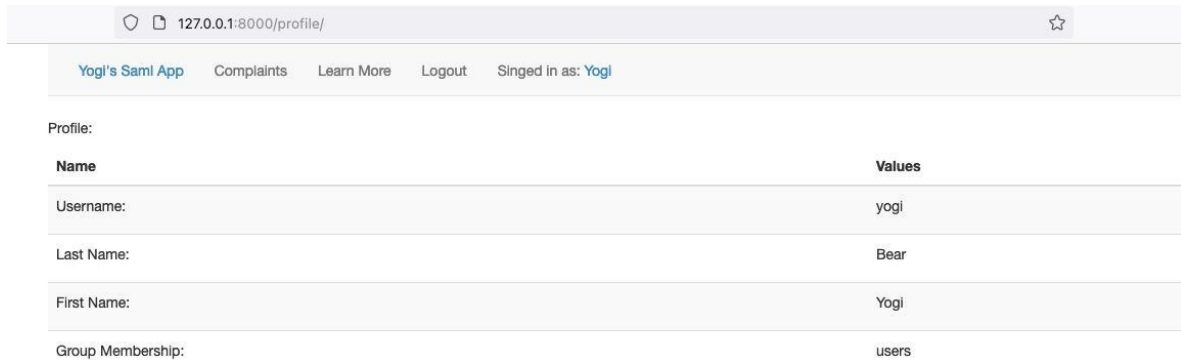 127.0.0.1:8000/profile/
Yogi's Saml App Complaints Learn More Logout Singed in as: Yogi
Profile:
Name Values
Username: yogi
Last Name: Bear
First Name: Yogi
Group Membership: users